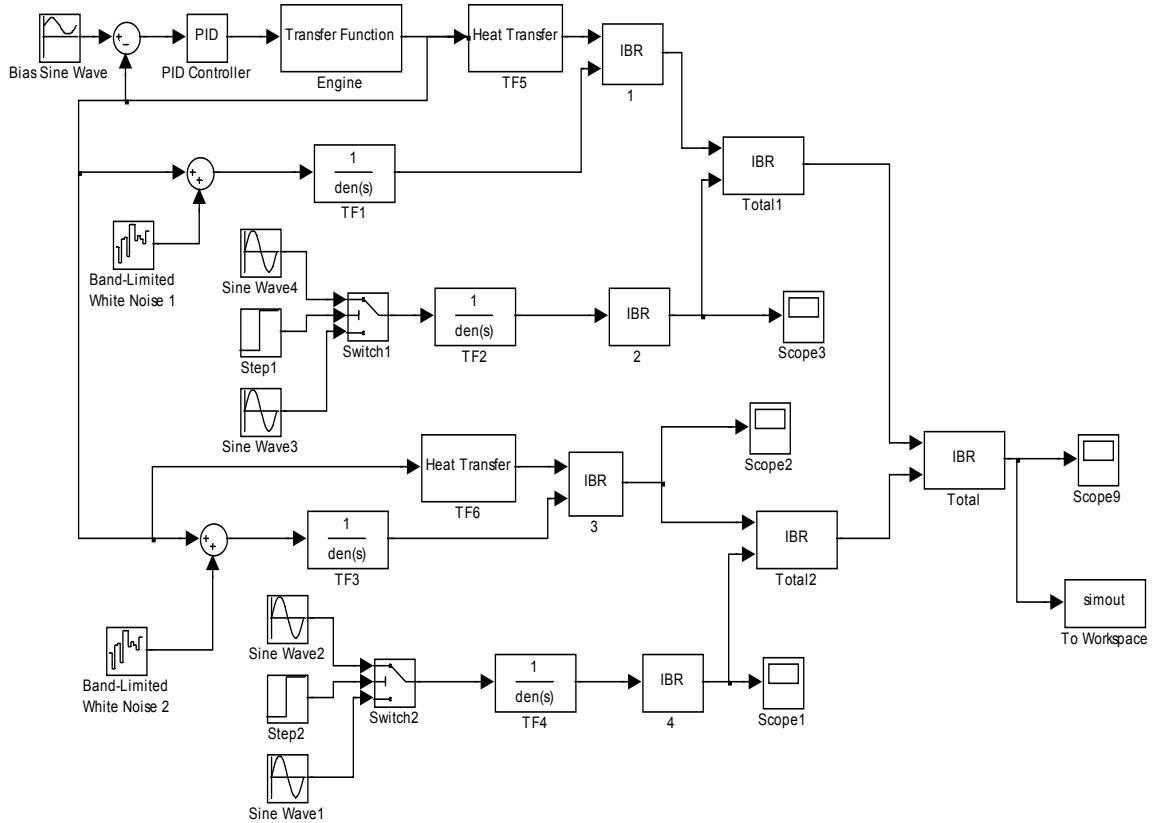 Bias Sine Wave
+
−
PID
PID Controller
Transfer Function
Engine
Heat Transfer
TF5
IBR
1
+
+
1
den(s)
TF1
IBR
Total1
Band-Limited
White Noise 1
Sine Wave4
Step1
Sine Wave3
Switch1
1
den(s)
TF2
IBR
2
Scope3
Scope2
Heat Transfer
TF6
IBR
3
IBR
Total
Scope9
+
+
1
den(s)
TF3
IBR
Total2
simout
To Workspace
Band-Limited
White Noise 2
Sine Wave2
Step2
Sine Wave1
Switch2
1
den(s)
TF4
IBR
4
Scope1